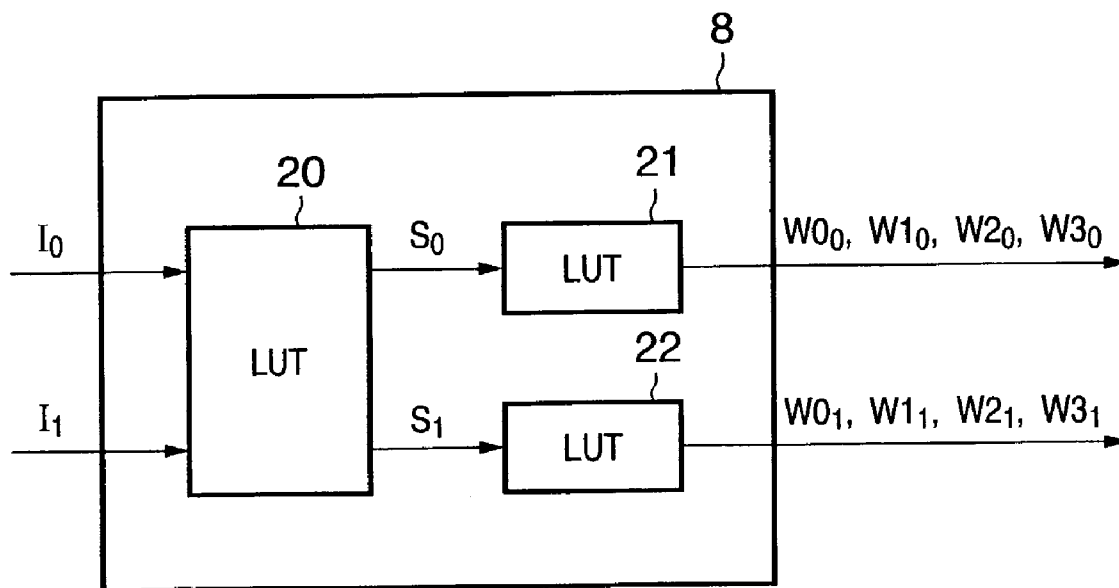 8
20
21
I₀
S₀
LUT
W0₀, W1₀, W2₀, W3₀
LUT
22
I₁
S₁
LUT
W0₁, W1₁, W2₁, W3₁